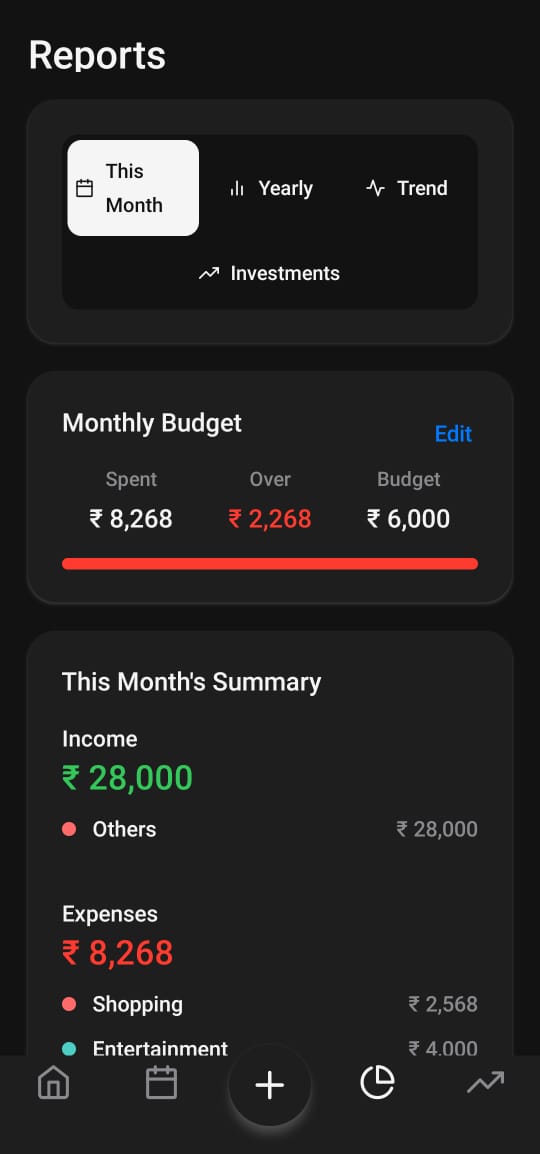 Reports
This
Month
Yearly
Trend
Investments
Monthly Budget
Edit
Spent
Over
Budget
₹ 8,268
₹ 2,268
₹ 6,000
This Month's Summary
Income
₹ 28,000
Others
₹ 28,000
Expenses
₹ 8,268
Shopping
₹ 2,568
Entertainment
₹ 4,000